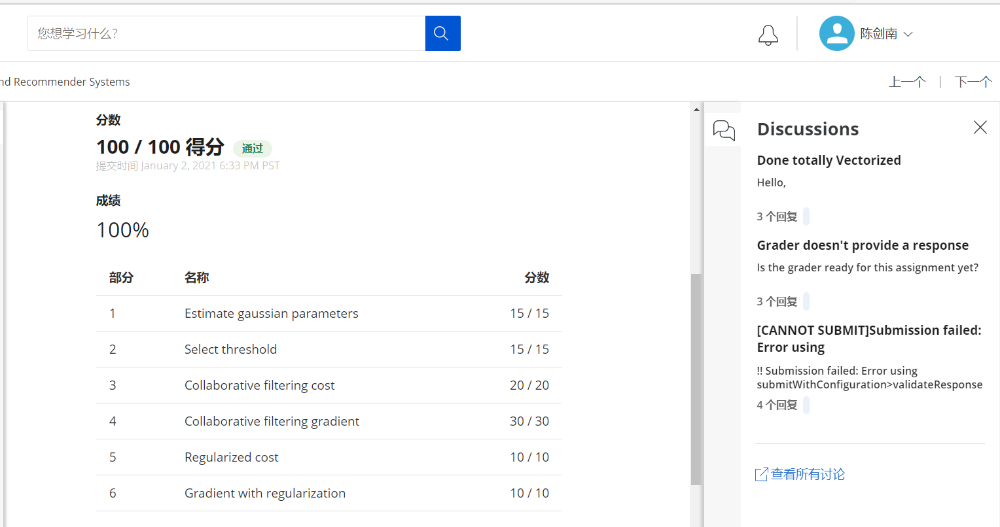 您想学习什么？
陈剑南
nd Recommender Systems
上一个 | 下一个
分数
100 / 100 得分 通过
提交时间 January 2, 2021 6:33 PM PST
成绩
100%
部分 名称 分数
1 Estimate gaussian parameters 15 / 15
2 Select threshold 15 / 15
3 Collaborative filtering cost 20 / 20
4 Collaborative filtering gradient 30 / 30
5 Regularized cost 10 / 10
6 Gradient with regularization 10 / 10
Discussions
Done totally Vectorized
Hello,
3 个回复
Grader doesn't provide a response
Is the grader ready for this assignment yet?
3 个回复
[CANNOT SUBMIT]Submission failed:
Error using
!! Submission failed: Error using
submitWithConfiguration>validateResponse
4 个回复
查看所有讨论